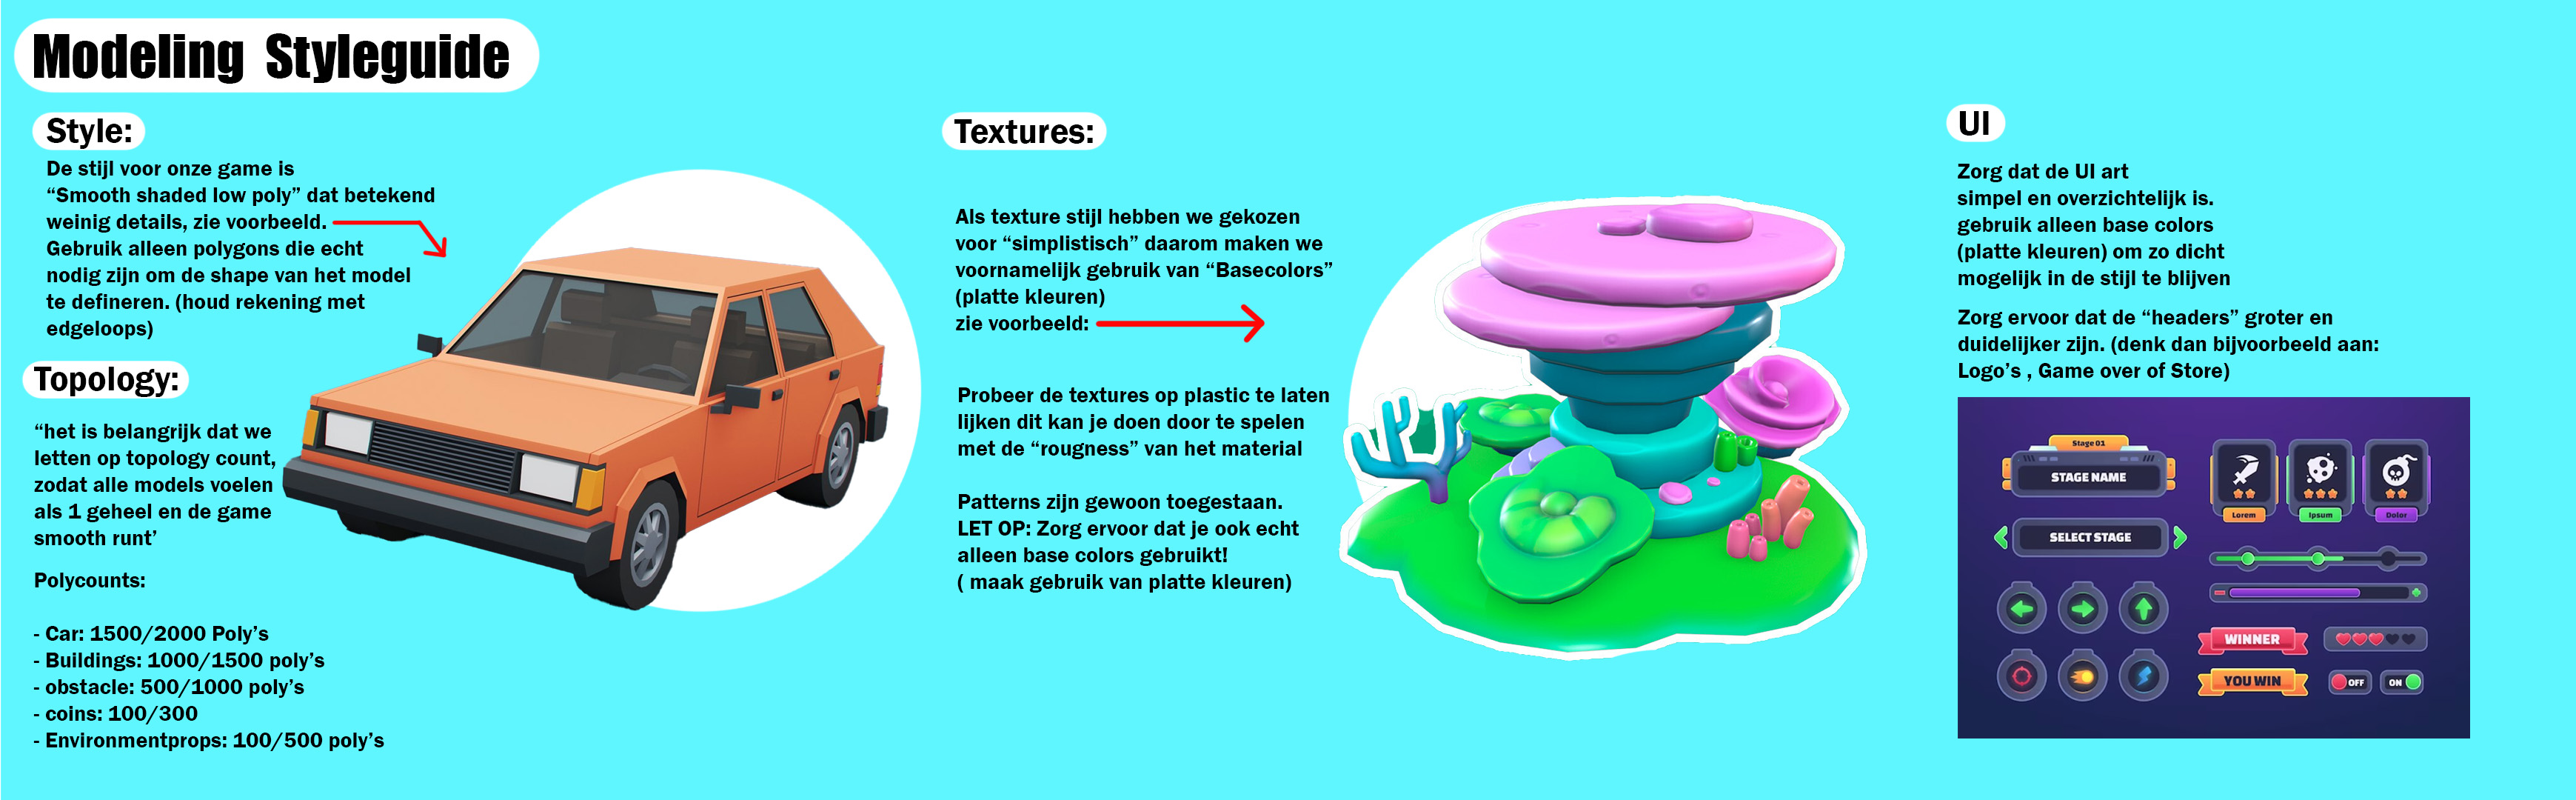 Modeling Styleguide
Style:
De stijl voor onze game is
“Smooth shaded low poly” dat betekend
weinig details, zie voorbeeld.
Gebruik alleen polygons die echt
nodig zijn om de shape van het model
te defineren. (houd rekening met
edgeloops)
Topology:
“het is belangrijk dat we
letten op topology count,
zodat alle models voelen
als 1 geheel en de game
smooth runt’
Polycounts:
- Car: 1500/2000 Poly’s
- Buildings: 1000/1500 poly’s
- obstacle: 500/1000 poly’s
- coins: 100/300
- Environmentprops: 100/500 poly’s
Textures:
Als texture stijl hebben we gekozen
voor “simplistisch” daarom maken we
voornamelijk gebruik van “Basecolors”
(platte kleuren)
zie voorbeeld:
Probeer de textures op plastic te laten
lijken dit kan je doen door te spelen
met de “rougness” van het material
Patterns zijn gewoon toegestaan.
LET OP: Zorg ervoor dat je ook echt
alleen base colors gebruikt!
( maak gebruik van platte kleuren)
UI
Zorg dat de UI art
simpel en overzichtelijk is.
gebruik alleen base colors
(platte kleuren) om zo dicht
mogelijk in de stijl te blijven
Zorg ervoor dat de “headers” groter en
duidelijker zijn. (denk dan bijvoorbeeld aan:
Logo’s , Game over of Store)
Stage 01
STAGE NAME
SELECT STAGE
Lorem
Ipsum
Dolor
WINNER
YOU WIN
OFF
ON